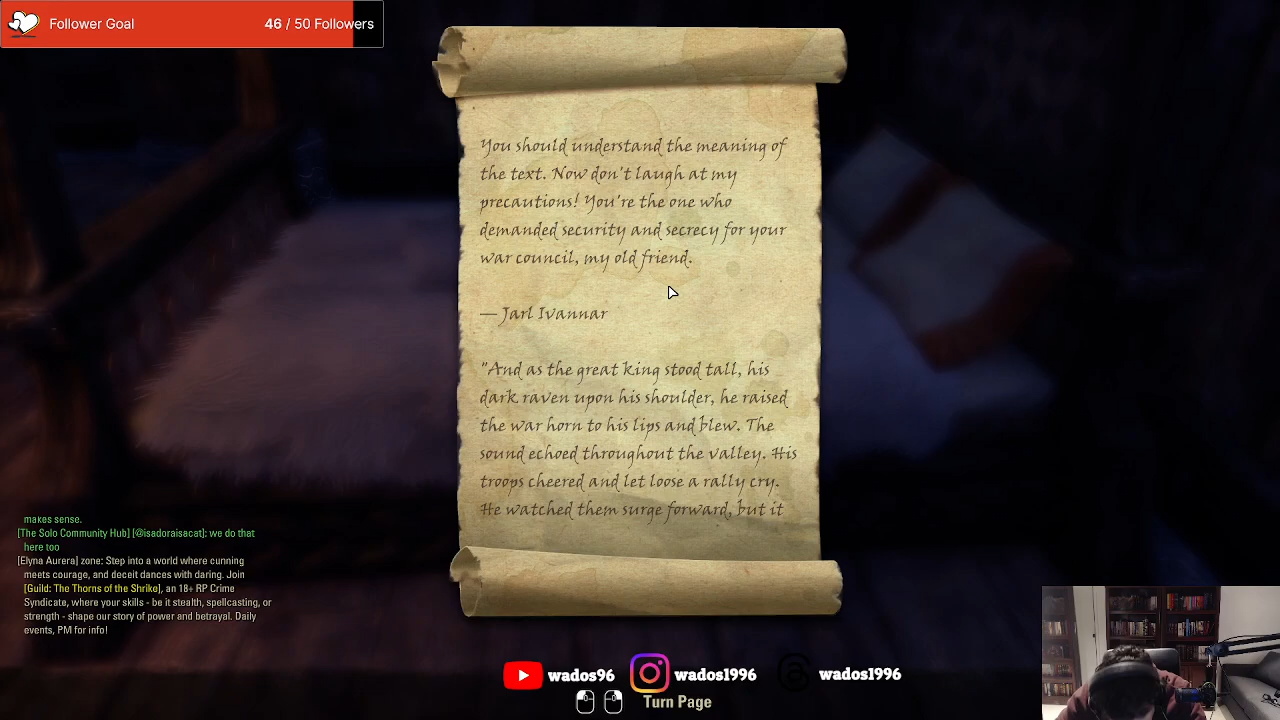 Follower Goal
46 / 50 Followers
You should understand the meaning of
the text. Now don't laugh at my
precautions! You're the one who
demanded security and secrecy for your
war council, my old friend.
— Jarl Ivannar
"And as the great king stood tall, his
dark raven upon his shoulder, he raised
the war horn to his lips and blew. The
sound echoed throughout the valley. His
troops cheered and let loose a rally cry.
He watched them surge forward, but it
makes sense.
[The Solo Community Hub] [@isadoraisacat]: we do that
here too
[Elyna Aurera] zone: Step into a world where cunning
meets courage, and deceit dances with daring. Join
[Guild: The Thorns of the Shrike], an 18+ RP Crime
Syndicate, where your skills - be it stealth, spellcasting, or
strength - shape our story of power and betrayal. Daily
events, PM for info!
wados96
wados1996
wados1996
Turn Page